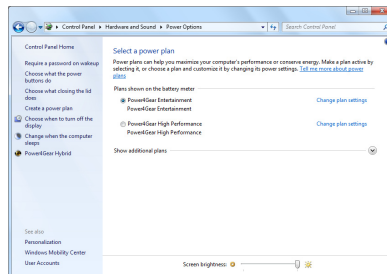 Control Panel ▸ Hardware and Sound ▸ Power Options
Search Control Panel
Control Panel Home
Require a password on wakeup
Choose what the power
buttons do
Choose what closing the lid
does
Create a power plan
Choose when to turn off the
display
Change when the computer
sleeps
Power4Gear Hybrid
See also
Personalization
Windows Mobility Center
User Accounts
Select a power plan
Power plans can help you maximize your computer's performance or conserve energy. Make a plan active by
selecting it, or choose a plan and customize it by changing its power settings. Tell me more about power
plans
Plans shown on the battery meter
Power4Gear Entertainment Change plan settings
Power4Gear Entertainment
Power4Gear High Performance Change plan settings
Power4Gear High Performance
Show additional plans
Screen brightness: